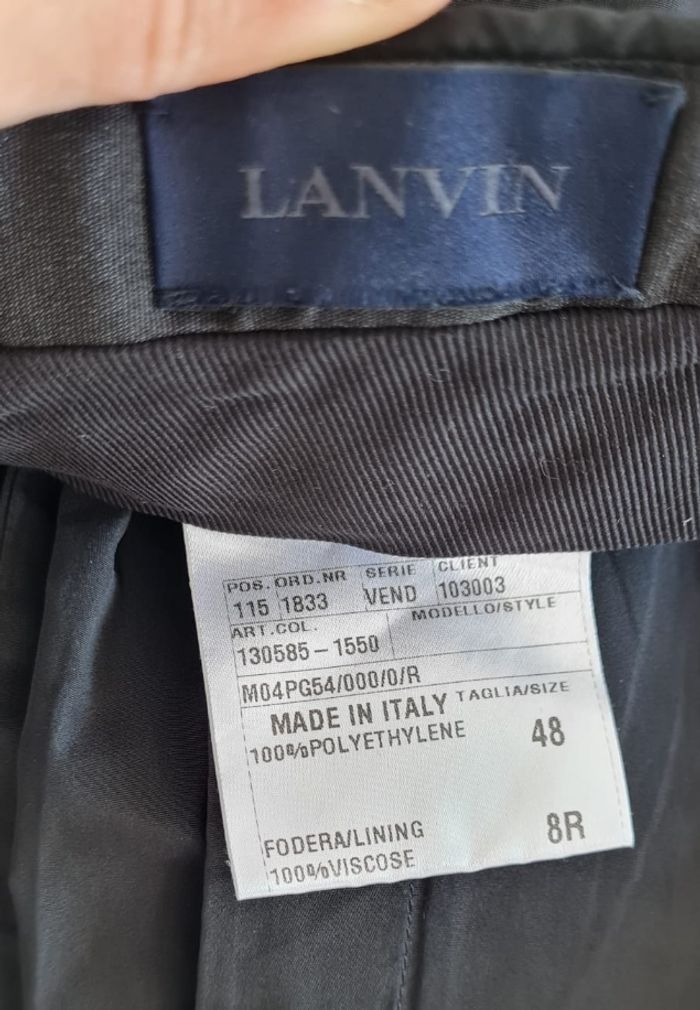 LANVIN
POS. ORD.NR SERIE CLIENT
115 1833 VEND 103003
ART.COL. MODELLO/STYLE
130585-1550
M04PG54/000/0/R
MADE IN ITALY TAGLIA/SIZE
100%POLYETHYLENE 48
FODERA/LINING 8R
100%VISCOSE